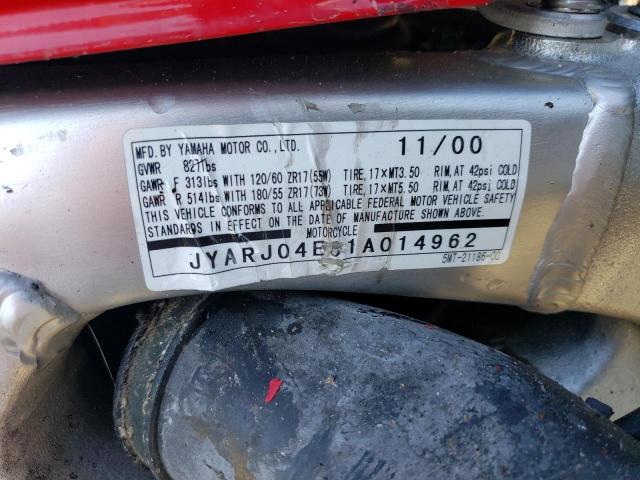 MFD. BY YAMAHA MOTOR CO., LTD. 11/00
GVWR 827lbs
GAWR F 313lbs WITH 120/60 ZR17(55W) TIRE, 17×MT3.50 RIM, AT 42psi COLD
GAWR R 514lbs WITH 180/55 ZR17(73W) TIRE, 17×MT5.50 RIM, AT 42psi COLD
THIS VEHICLE CONFORMS TO ALL APPLICABLE FEDERAL MOTOR VEHICLE SAFETY
STANDARDS IN EFFECT ON THE DATE OF MANUFACTURE SHOWN ABOVE.
MOTORCYCLE
5MT-21186-00